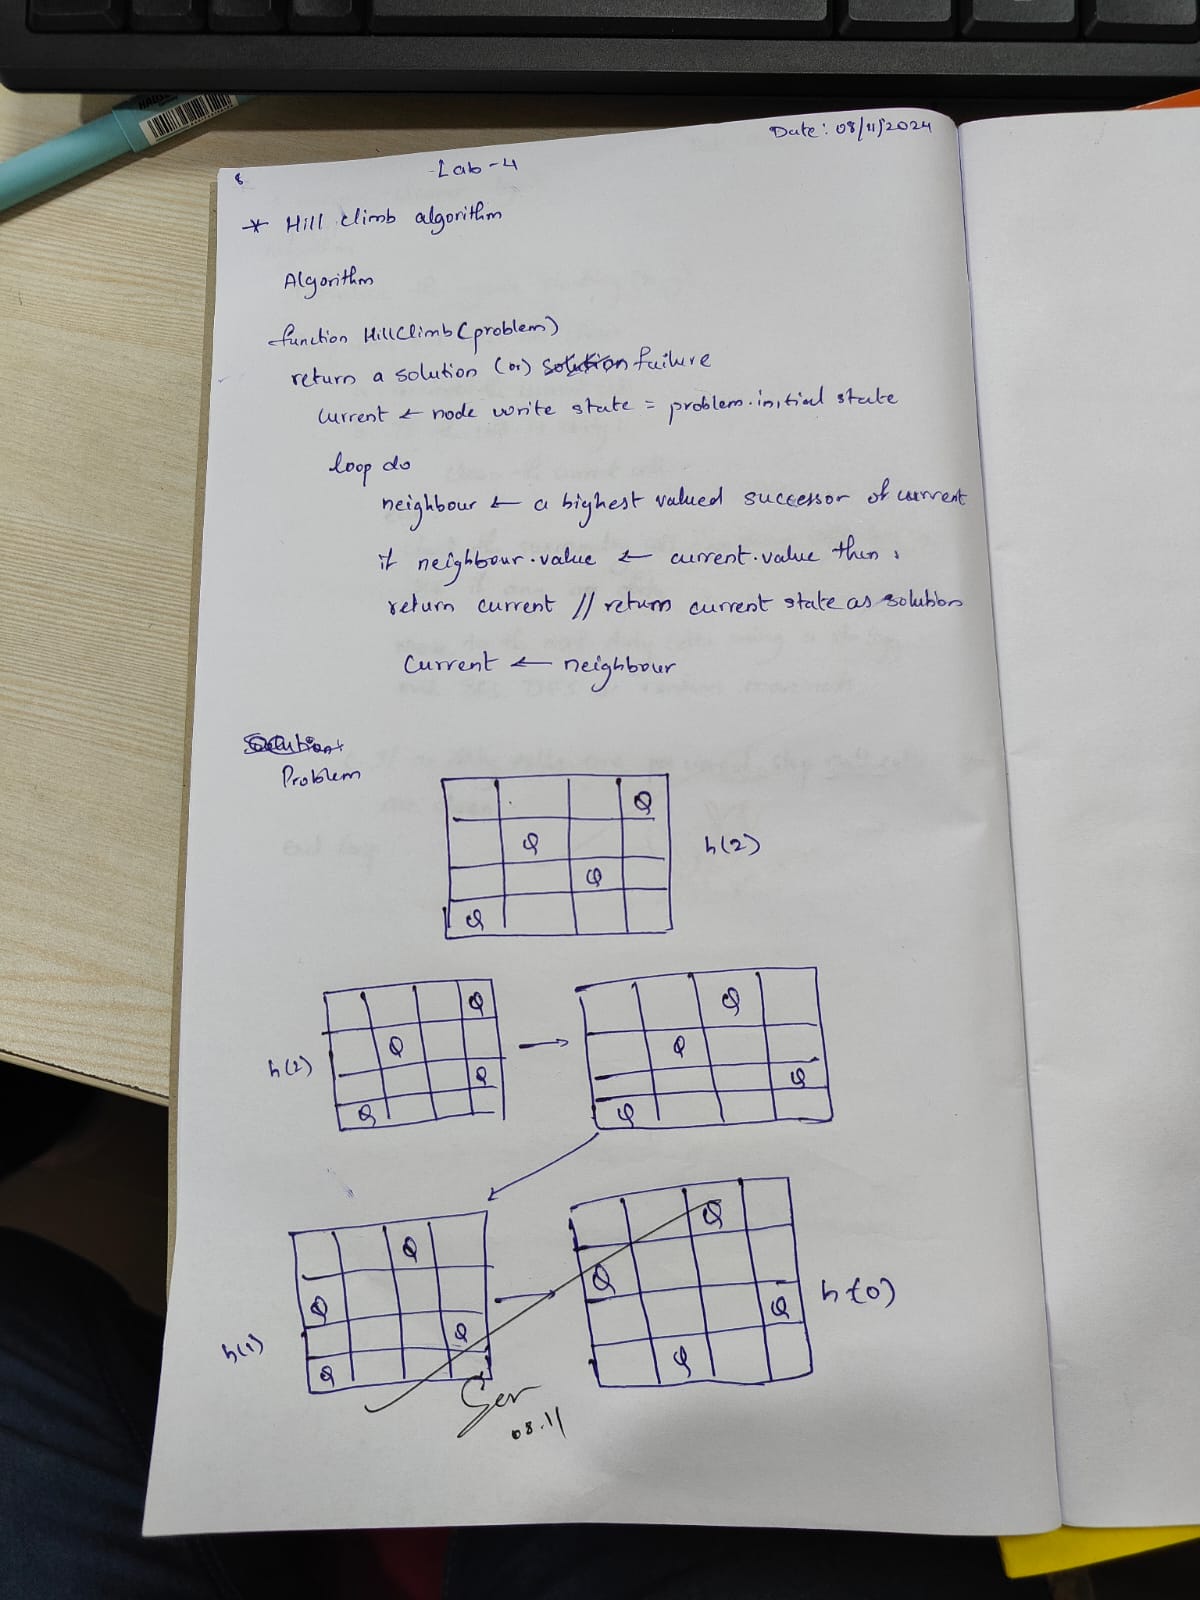 Date: 08/11/2024
8
Lab-4
* Hill climb algorithm
Algorithm
function HillClimb(problem)
return a solution (or) solution failure
current ← node write state = problem.initial state
loop do
neighbour ← a highest valued successor of current
if neighbour.value ← current.value then
return current // return current state as solution
Current ← neighbour
Solution
Problem
Q
Q h(2)
Q
Q
Q Q
h(2) Q Q
Q Q
Q Q
Q Q
Q Q h(0)
h(1) Q Q
Q Q
08.11